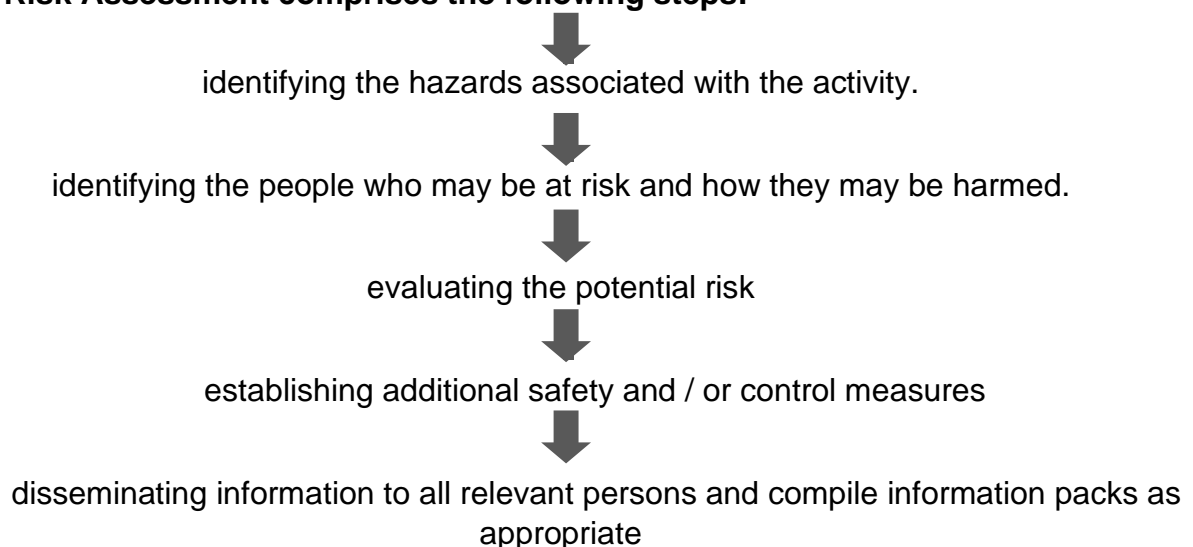 Risk Assessment comprises the following steps:
identifying the hazards associated with the activity.
identifying the people who may be at risk and how they may be harmed.
evaluating the potential risk
establishing additional safety and / or control measures
disseminating information to all relevant persons and compile information packs as
appropriate